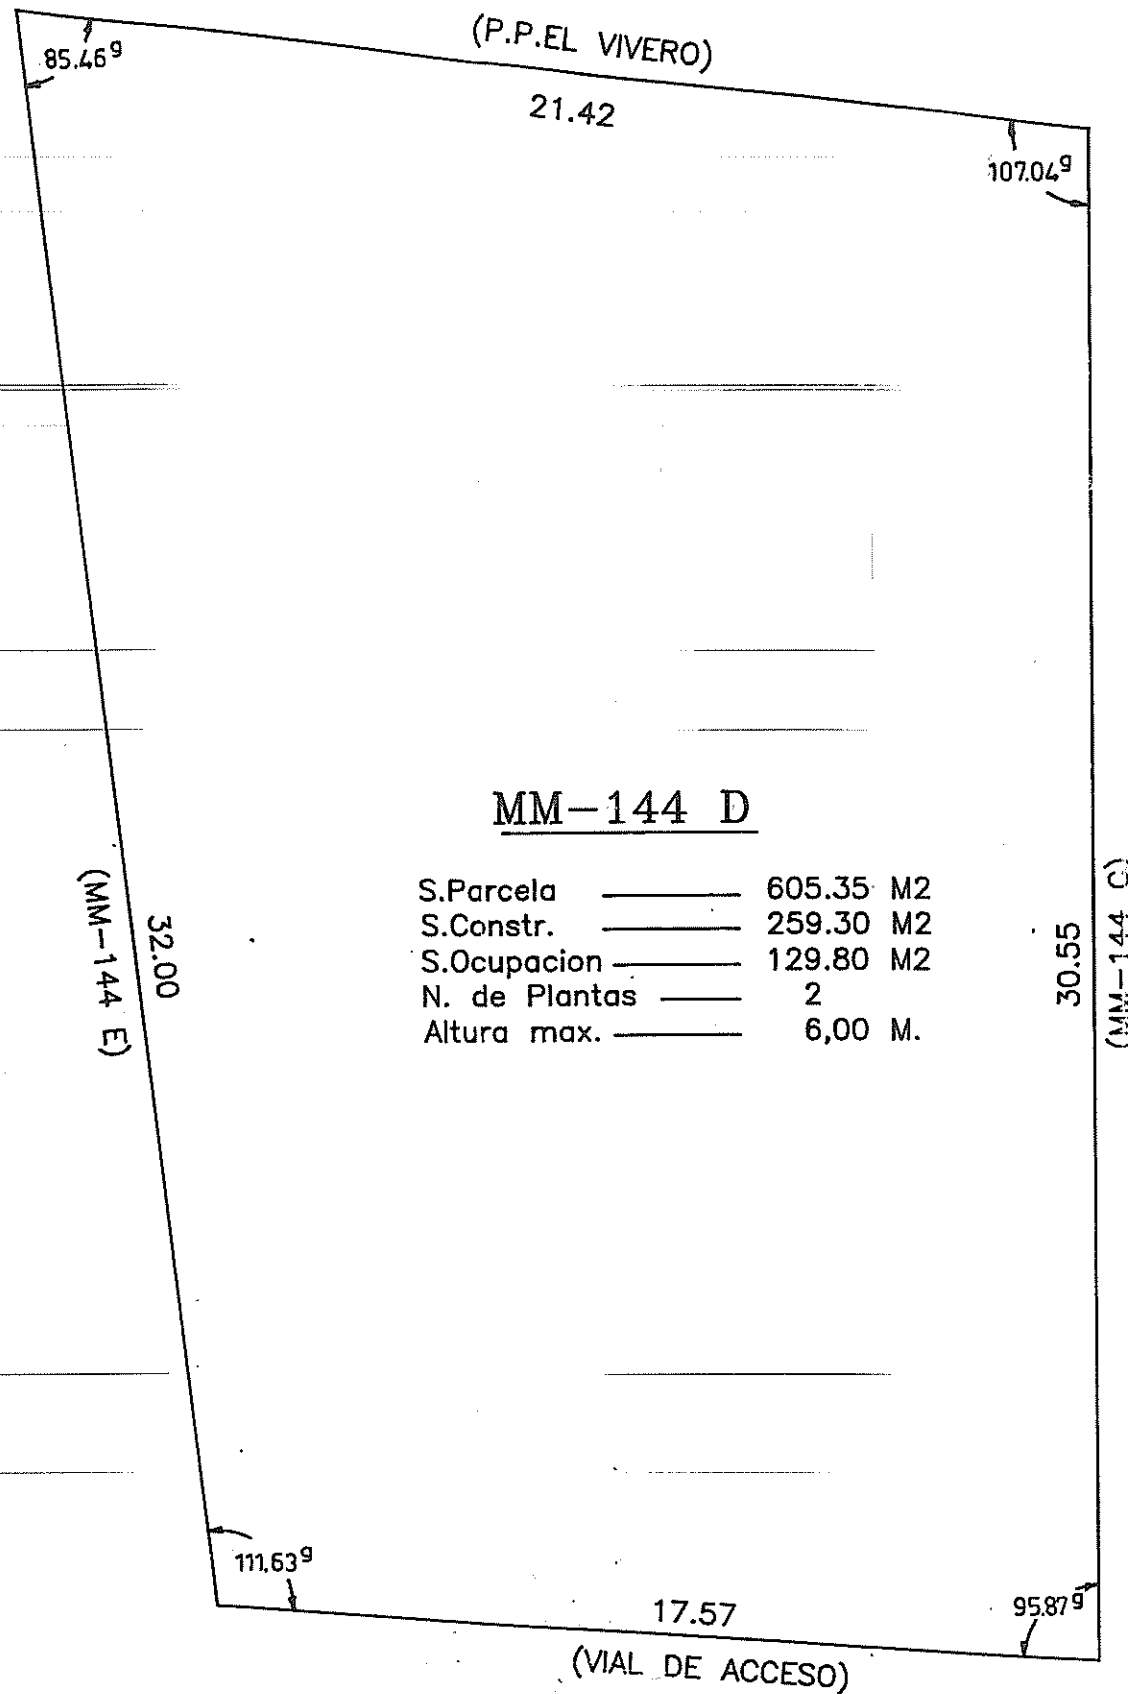 (P.P.EL VIVERO)
85.46g
21.42
107.04g
MM-144 D
S.Parcela 605.35 M2
S.Constr. 259.30 M2
S.Ocupacion 129.80 M2
N. de Plantas 2
Altura max. 6,00 M.
(MM-144 E)
32.00
30.55
(MM-144 C)
111.63g
17.57
95.87g
(VIAL DE ACCESO)